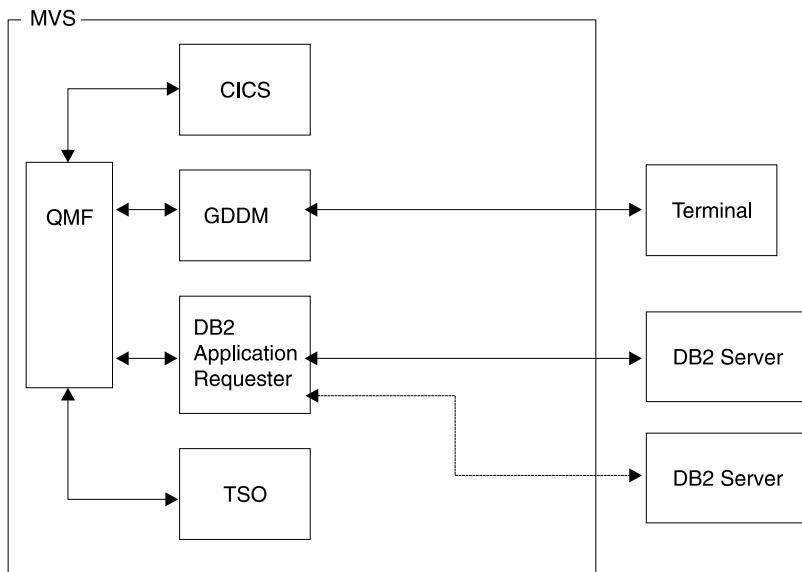 MVS
CICS
QMF
GDDM
Terminal
DB2
Application
Requester
DB2 Server
DB2 Server
TSO